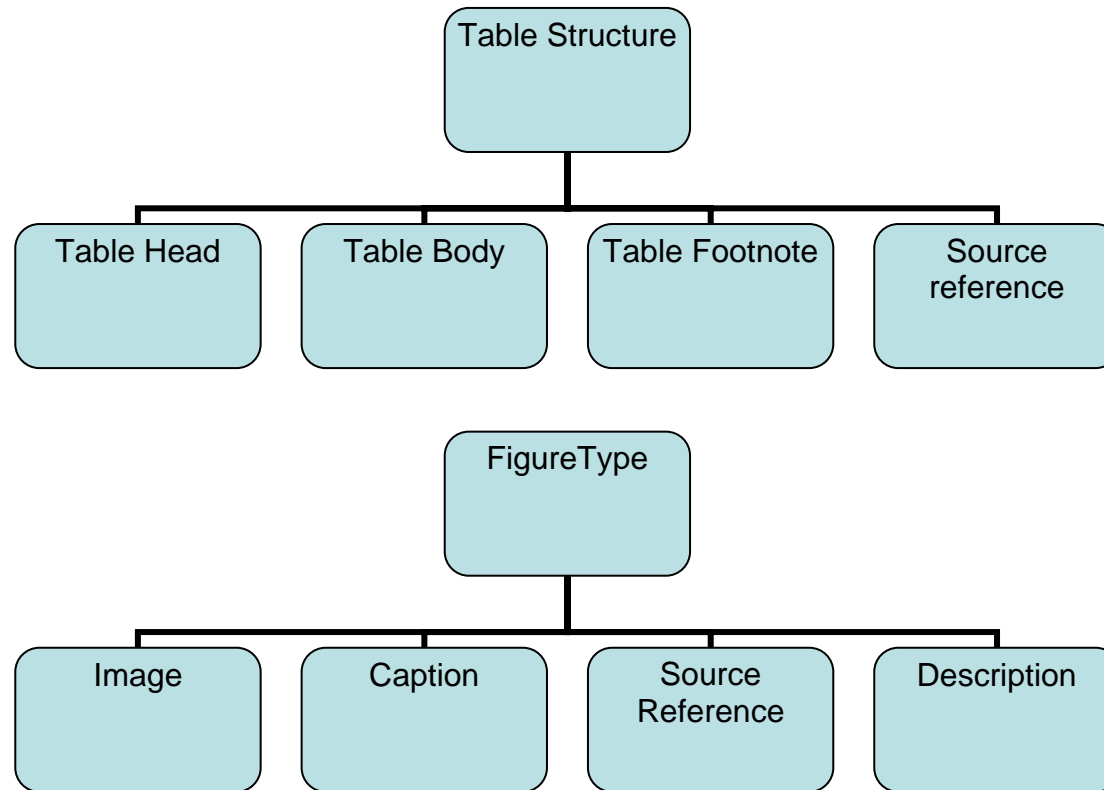 Table Structure
Table Head
Table Body
Table Footnote
Source
reference
FigureType
Image
Caption
Source
Reference
Description